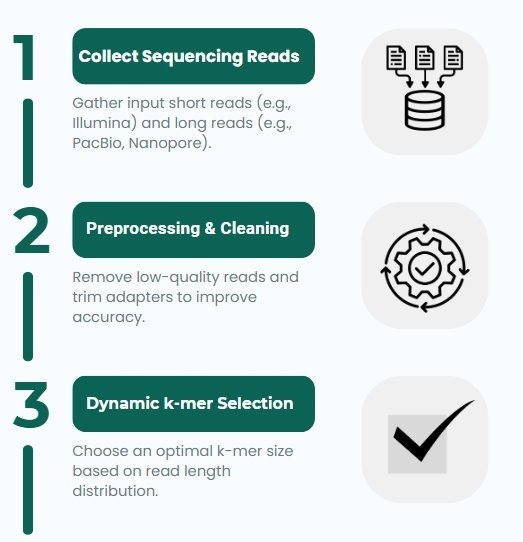 1
Collect Sequencing Reads
Gather input short reads (e.g.,
Illumina) and long reads (e.g.,
PacBio, Nanopore).
2
Preprocessing & Cleaning
Remove low-quality reads and
trim adapters to improve
accuracy.
3
Dynamic k-mer Selection
Choose an optimal k-mer size
based on read length
distribution.